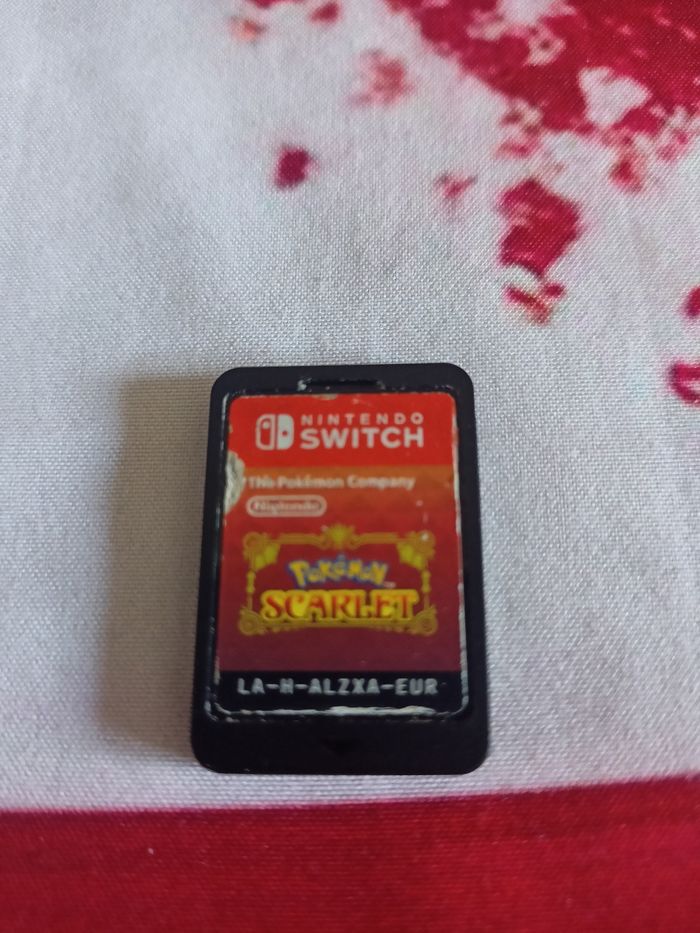 NINTENDO
SWITCH
The Pokémon Company
Nintendo
POKéMON
SCARLET
LA-H-ALZXA-EUR